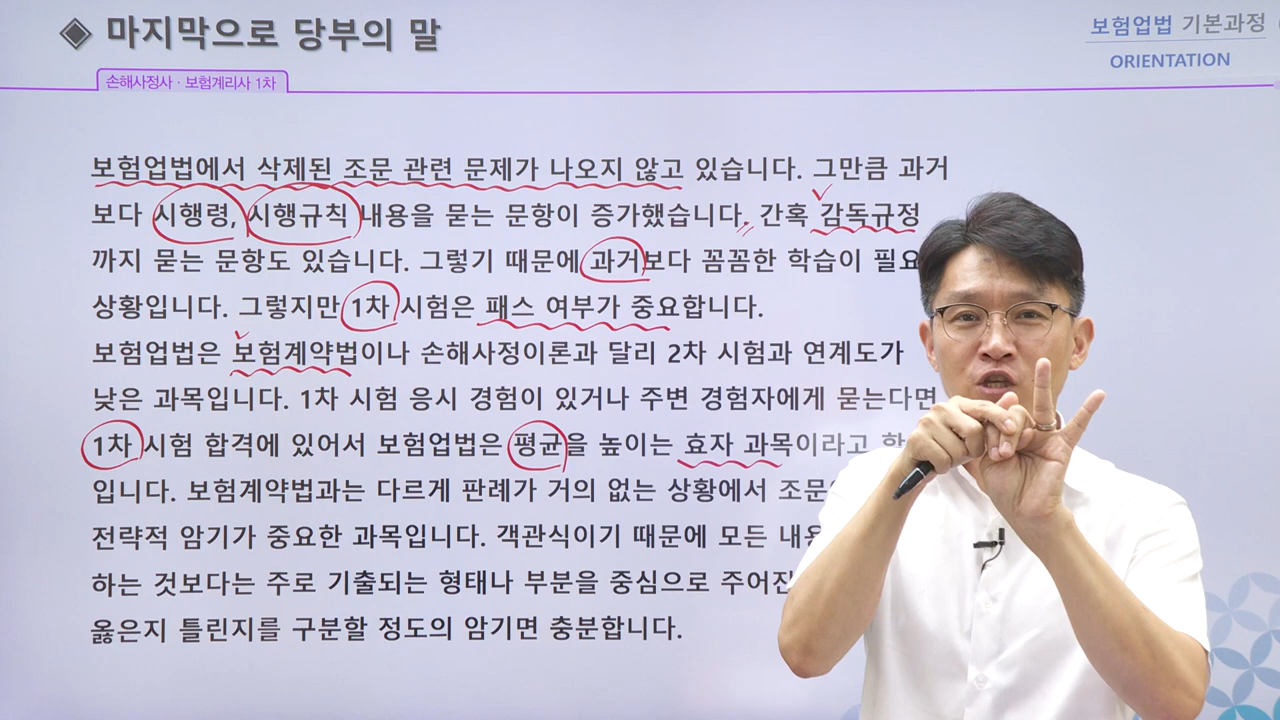 마지막으로 당부의 말
보험업법 기본과정
ORIENTATION
손해사정사 · 보험계리사 1차
보험업법에서 삭제된 조문 관련 문제가 나오지 않고 있습니다. 그만큼 과거
보다 시행령, 시행규칙 내용을 묻는 문항이 증가했습니다. 간혹 감독규정
까지 묻는 문항도 있습니다. 그렇기 때문에 과거보다 꼼꼼한 학습이
상황입니다. 그렇지만 1차 시험은 패스 여부가 중요합니다.
보험업법은 보험계약법이나 손해사정이론과 달리 2차 시험과 연계도가
낮은 과목입니다. 1차 시험 응시 경험이 있거나 주변 경험자에게 묻는다면
1차 시험 합격에 있어서 보험업법은 평균을 높이는 효자 과목이라고
입니다. 보험계약법과는 다르게 판례가 거의 없는 상황에서
전략적 암기가 중요한 과목입니다. 객관식이기 때문에 모든
하는 것보다는 주로 기출되는 형태나 부분을 중심으로
옳은지 틀린지를 구분할 정도의 암기면 충분합니다.